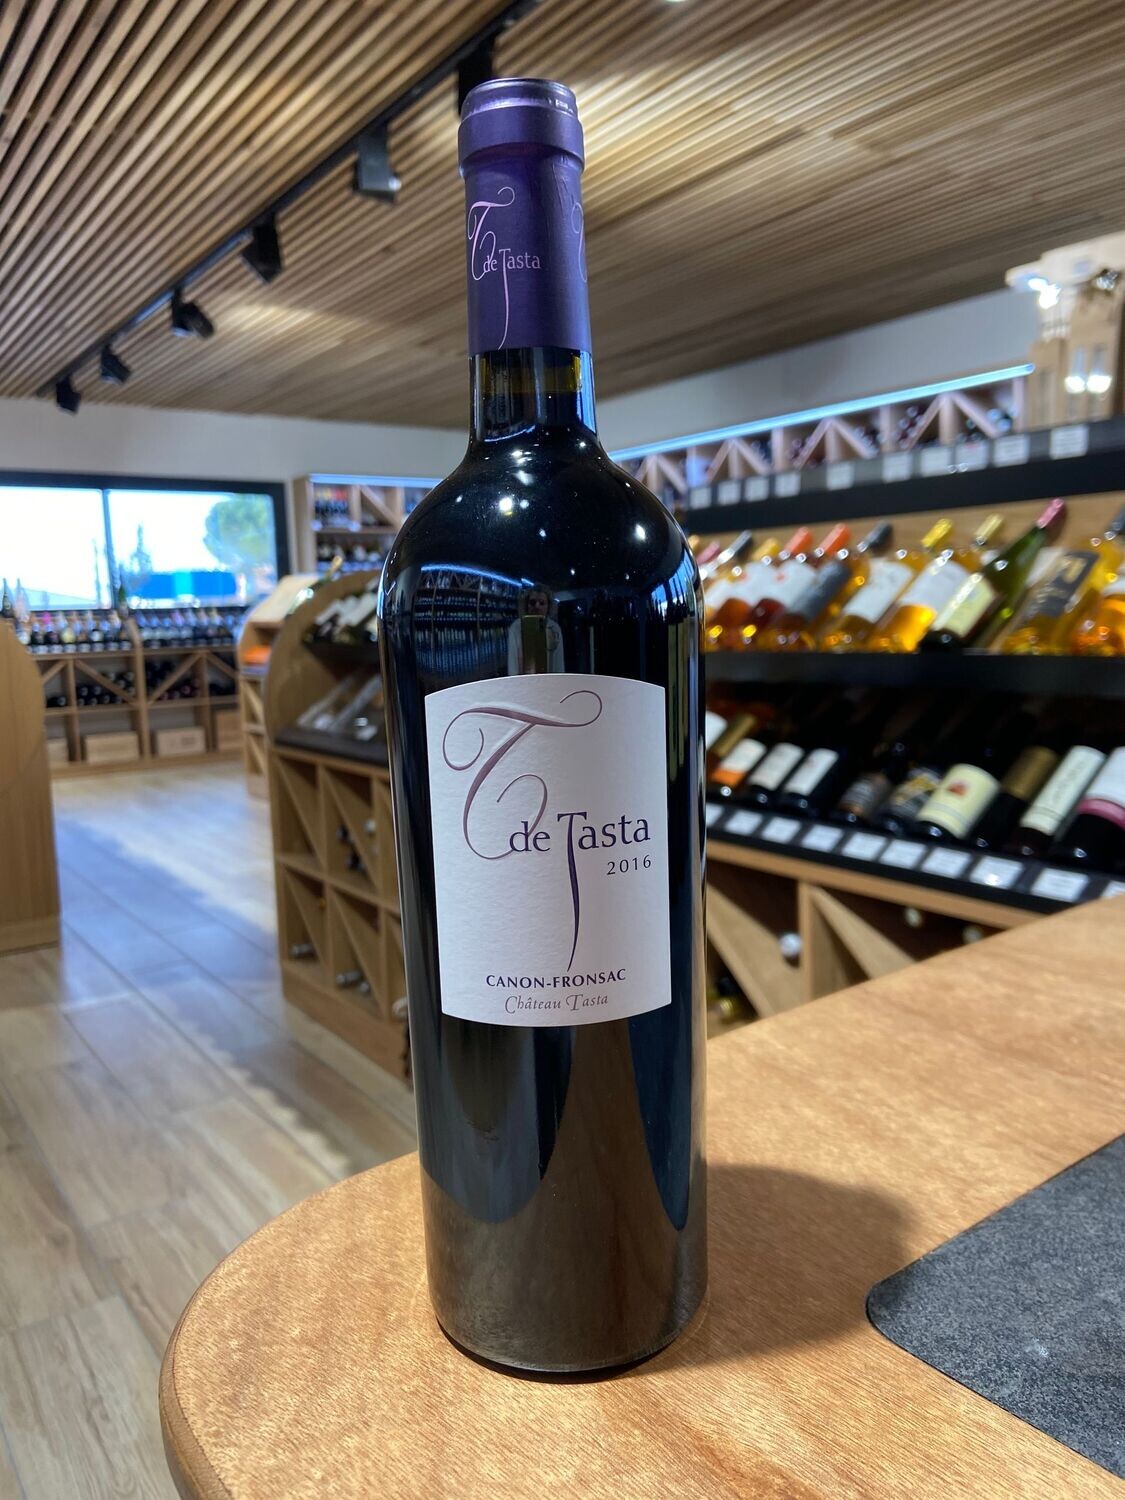 T de Tasta
T
de Tasta
2016
CANON-FRONSAC
Château Tasta